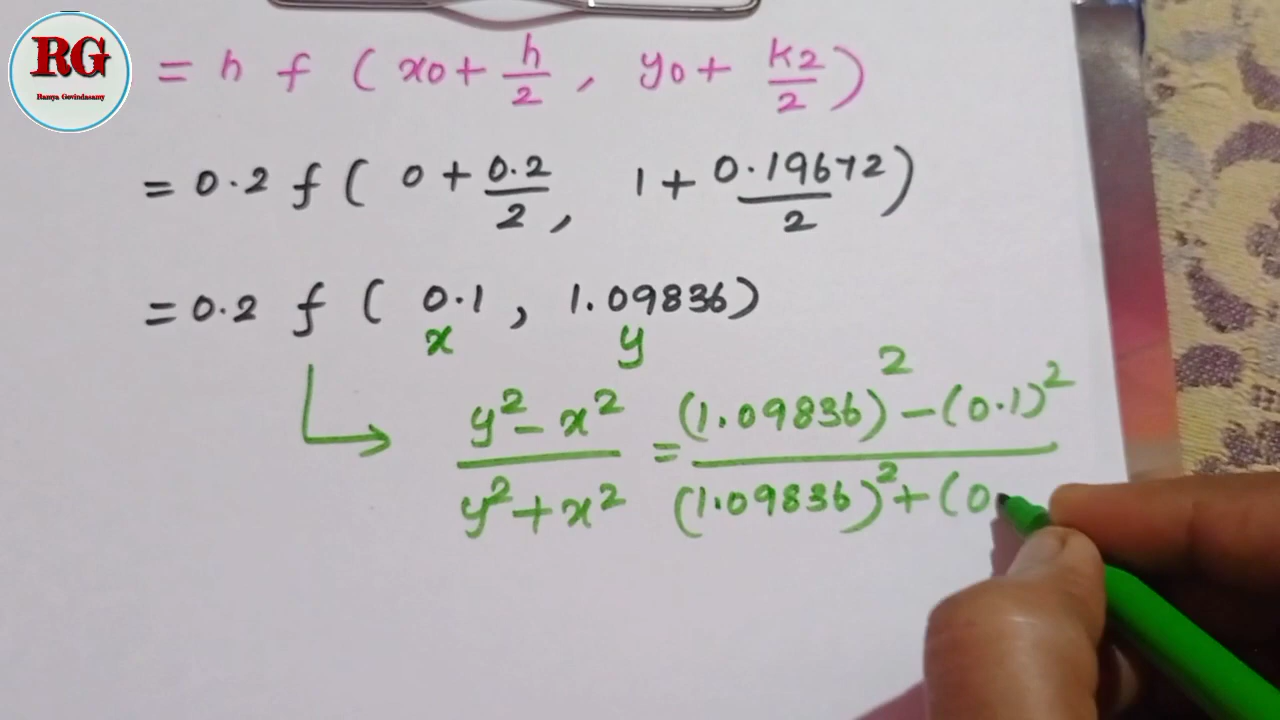 RG
Ramya Govindasamy
= h f ( x0 + h/2 , y0 + k2/2 )
= 0.2 f ( 0 + 0.2/2 , 1 + 0.19672/2 )
= 0.2 f ( 0.1 , 1.09836)
x y
y² - x² / y² + x² = (1.09836)² - (0.1)² / (1.09836)² + (0.